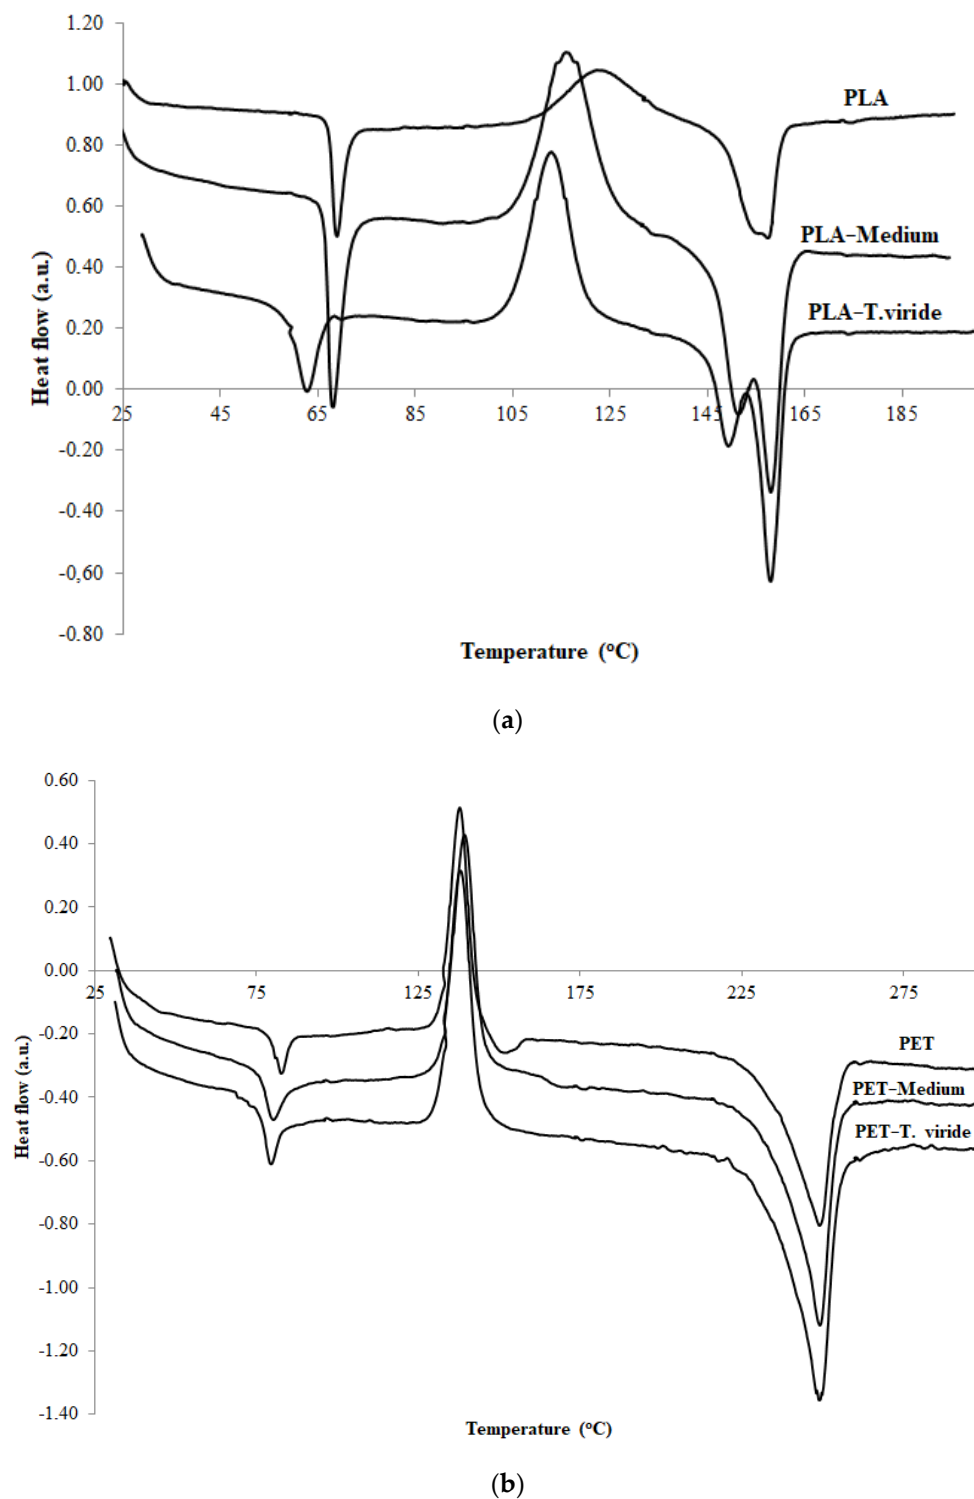 1.20
1.00
PLA
0.80
0.60
PLA-Medium
0.40
PLA-T.viride
0.20
0.00
25 45 65 85 105 125 145 165 185
-0.20
-0.40
-0,60
-0.80
Heat flow (a.u.)
Temperature (°C)
(a)
0.60
0.40
0.20
0.00
25 75 125 175 225 275
-0.20
PET
-0.40
PET-Medium
PET-T. viride
-0.60
-0.80
-1.00
-1.20
-1.40
Heat flow (a.u.)
Temperature (°C)
(b)